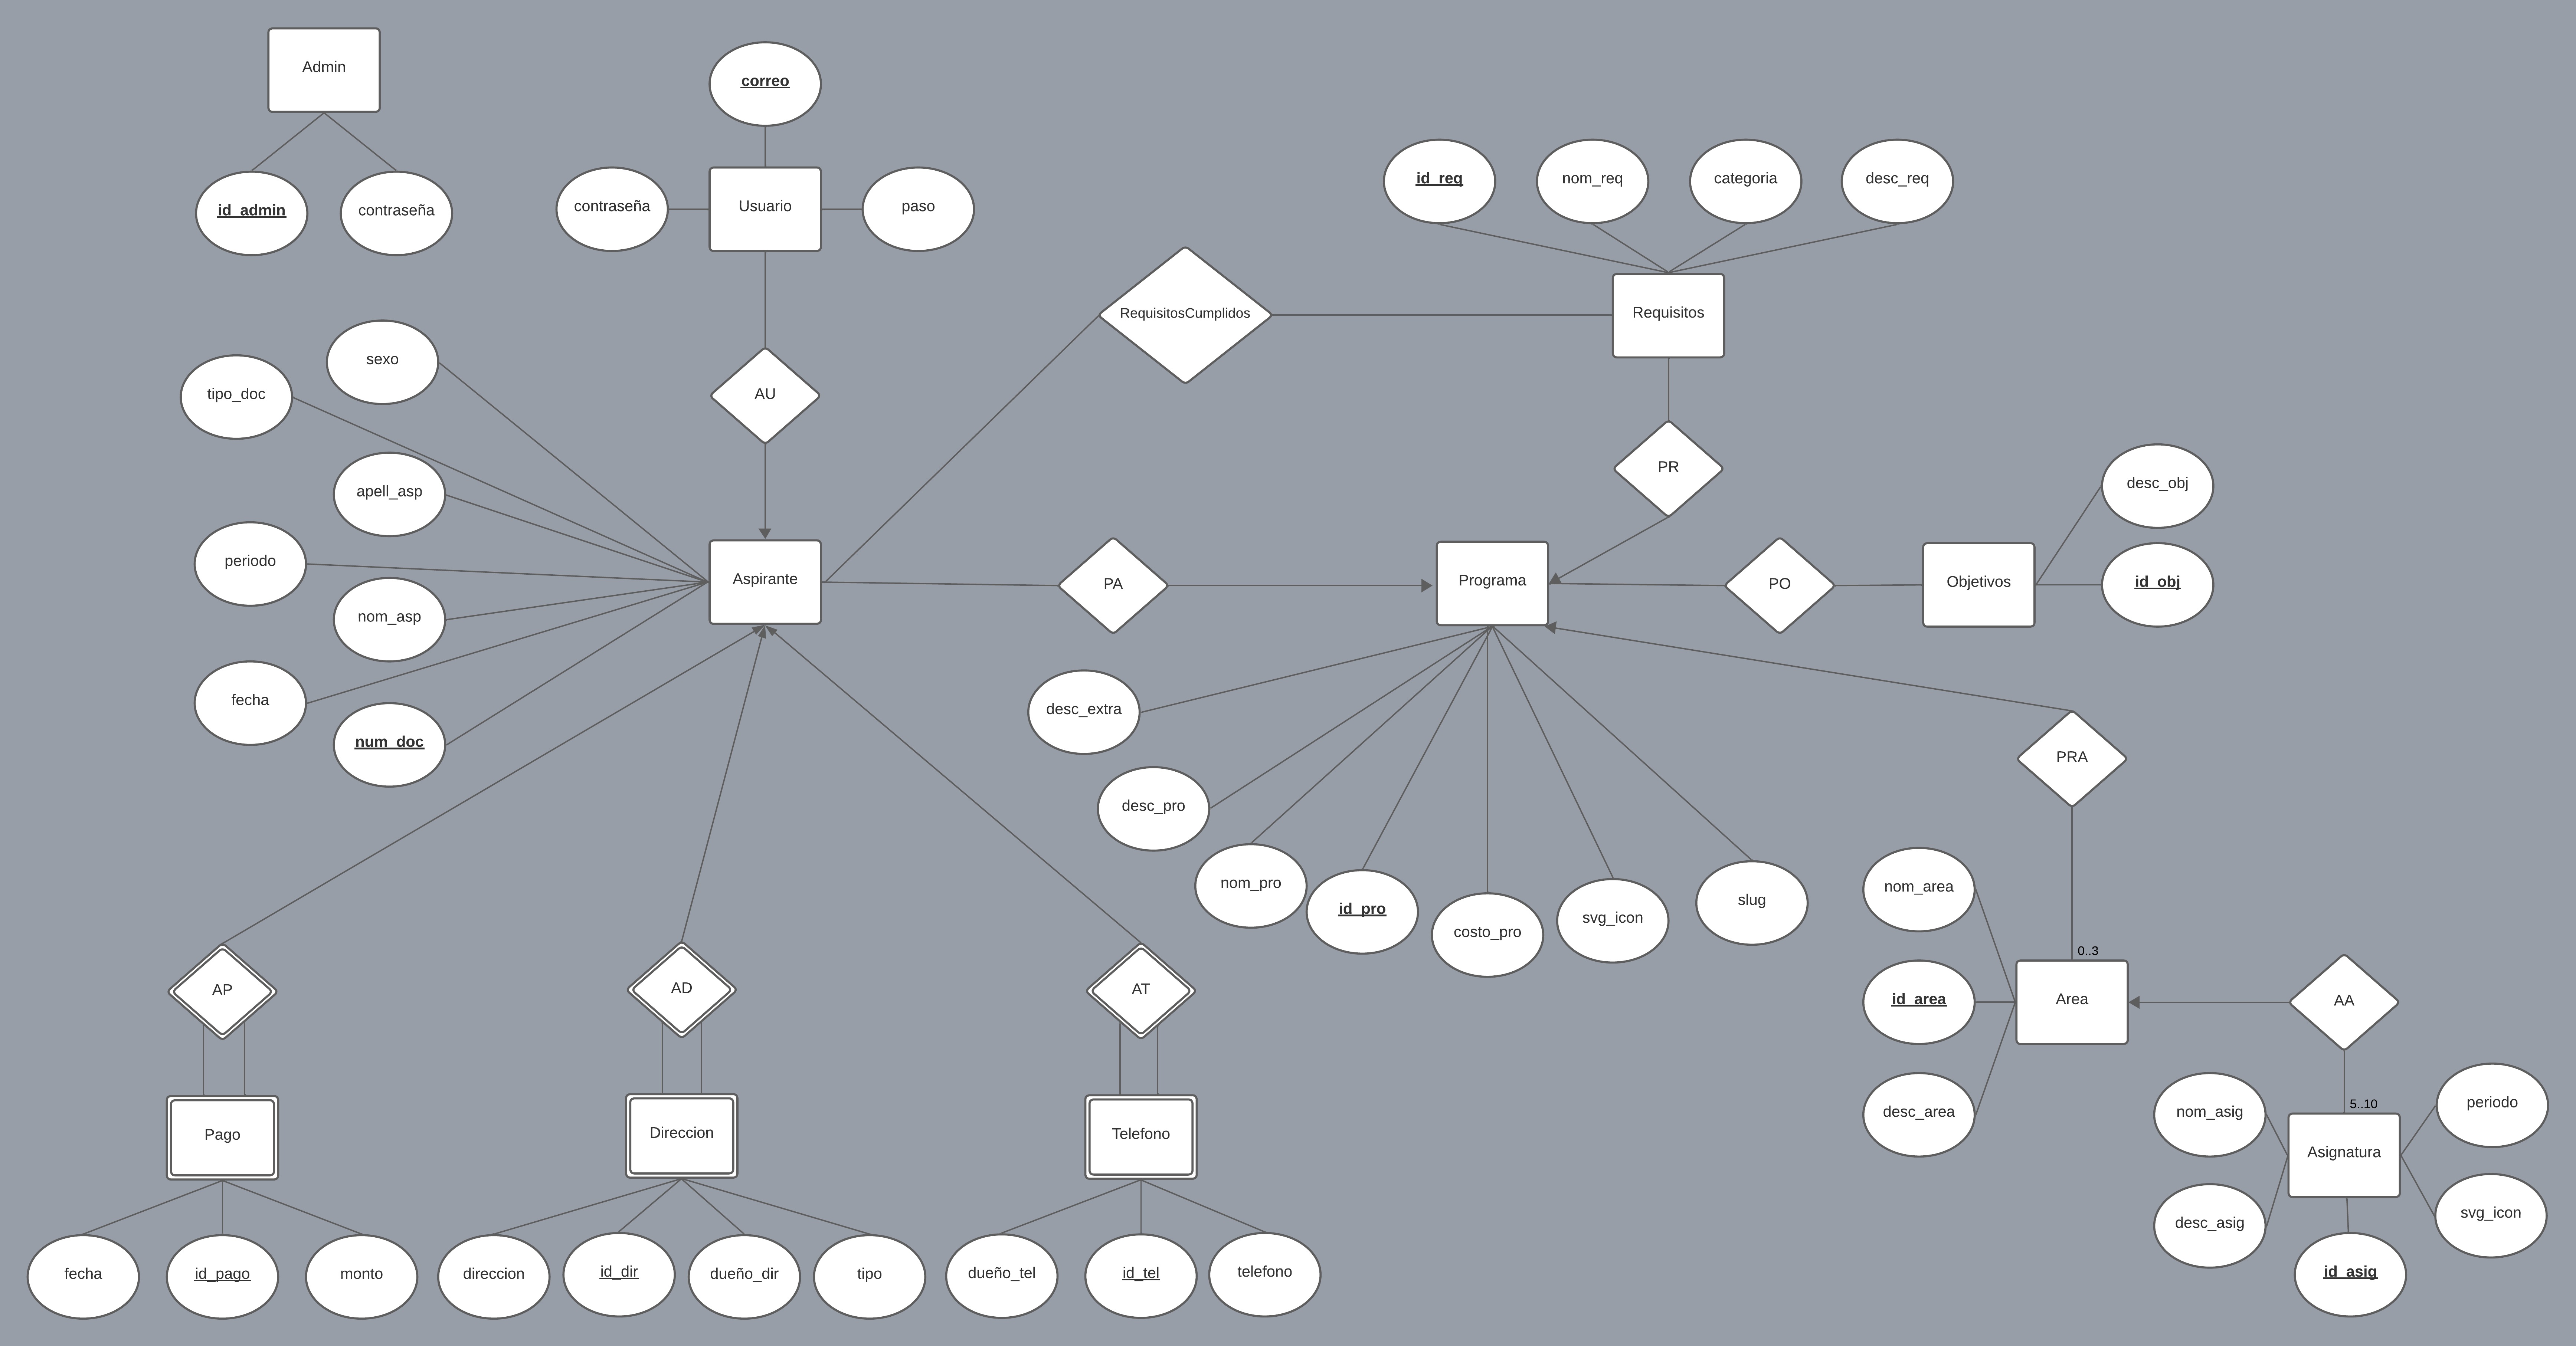 Admin
correo
id_admin
contraseña
contraseña
Usuario
paso
id_req
nom_req
categoria
desc_req
RequisitosCumplidos
Requisitos
sexo
tipo_doc
AU
apell_asp
periodo
nom_asp
fecha
num_doc
Aspirante
PA
PR
Programa
PO
Objetivos
desc_obj
id_obj
desc_extra
desc_pro
nom_pro
id_pro
costo_pro
svg_icon
slug
PRA
0..3
nom_area
id_area
desc_area
Area
AA
5..10
nom_asig
desc_asig
Asignatura
periodo
svg_icon
id_asig
AP
AD
AT
Pago
Direccion
Telefono
fecha
id_pago
monto
direccion
id_dir
dueño_dir
tipo
dueño_tel
id_tel
telefono